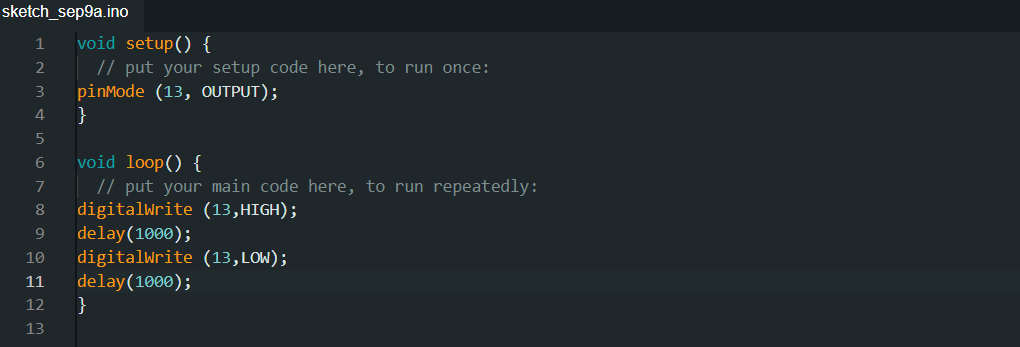 sketch_sep9a.ino
1 void setup() {
2 // put your setup code here, to run once:
3 pinMode (13, OUTPUT);
4 }
5
6 void loop() {
7 // put your main code here, to run repeatedly:
8 digitalWrite (13,HIGH);
9 delay(1000);
10 digitalWrite (13,LOW);
11 delay(1000);
12 }
13